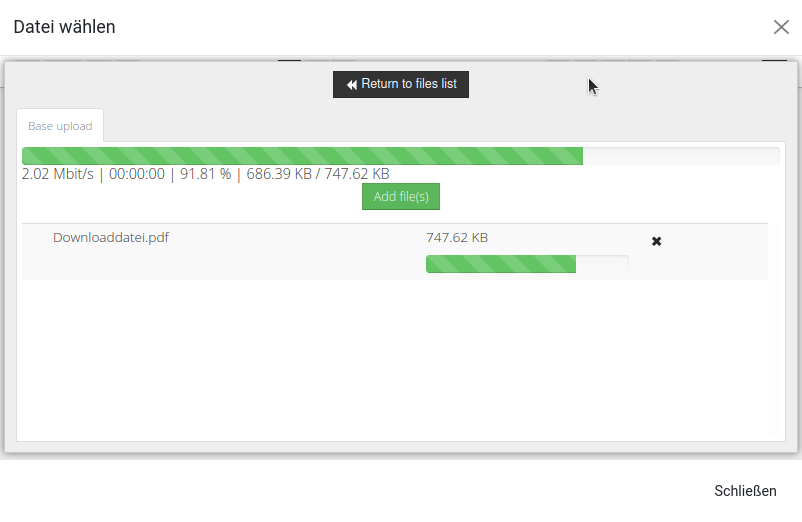 Datei wählen
Return to files list
Base upload
2.02 Mbit/s | 00:00:00 | 91.81 % | 686.39 KB / 747.62 KB
Add file(s)
Downloaddatei.pdf 747.62 KB
Schließen